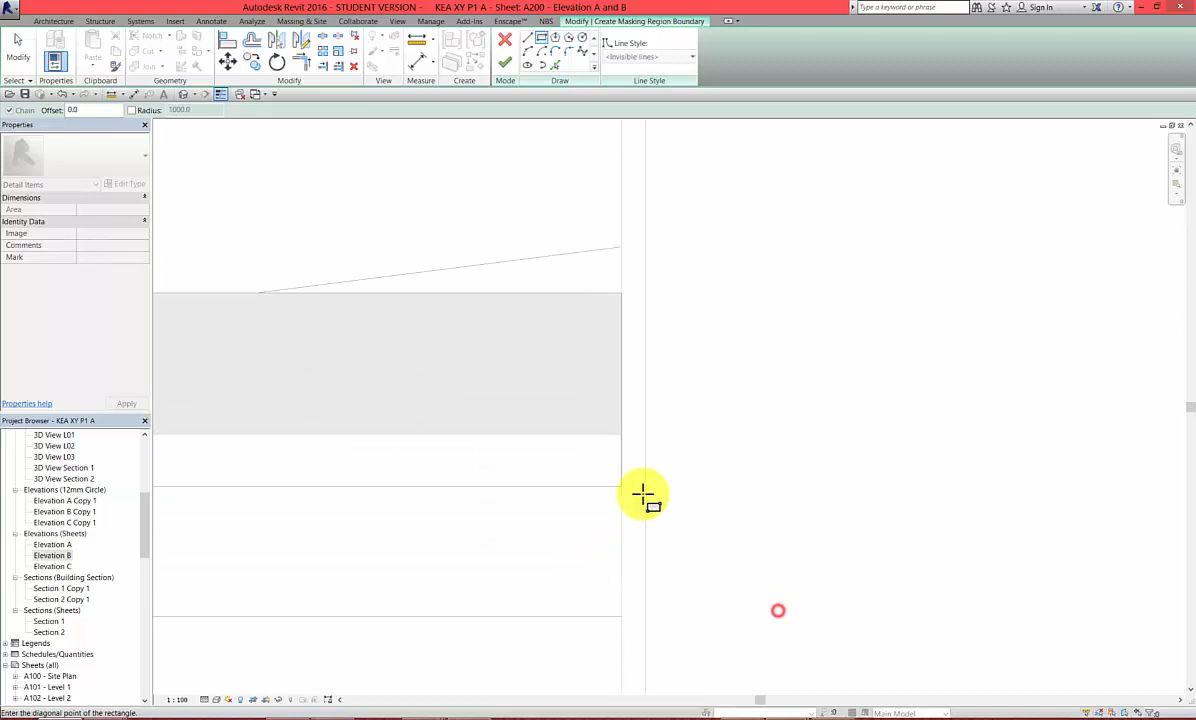 Autodesk Revit 2016 - STUDENT VERSION - KEA XY P1 A - Sheet: A200 - Elevation A and B
Type a keyword or phrase
Sign In
Architecture Structure Systems Insert Annotate Analyze Massing & Site Collaborate View Manage Add-Ins Enscape™ NBS Modify | Create Masking Region Boundary
Modify
Paste
Notch
Cut
Join
Line Style:
<Invisible lines>
Select Properties Clipboard Geometry Modify View Measure Create Mode Draw Line Style
Chain Offset: 0.0 Radius: 1000.0
Properties
Detail Items Edit Type
Dimensions
Area
Identity Data
Image
Comments
Mark
Properties help Apply
Project Browser - KEA XY P1 A
3D View L01
3D View L02
3D View L03
3D View Section 1
3D View Section 2
Elevations (12mm Circle)
Elevation A Copy 1
Elevation B Copy 1
Elevation C Copy 1
Elevations (Sheets)
Elevation A
Elevation B
Elevation C
Sections (Building Section)
Section 1 Copy 1
Section 2 Copy 1
Sections (Sheets)
Section 1
Section 2
Legends
Schedules/Quantities
Sheets (all)
A100 - Site Plan
A101 - Level 1
A102 - Level 2
1 : 100
Enter the diagonal point of the rectangle.
:0
Main Model
:0